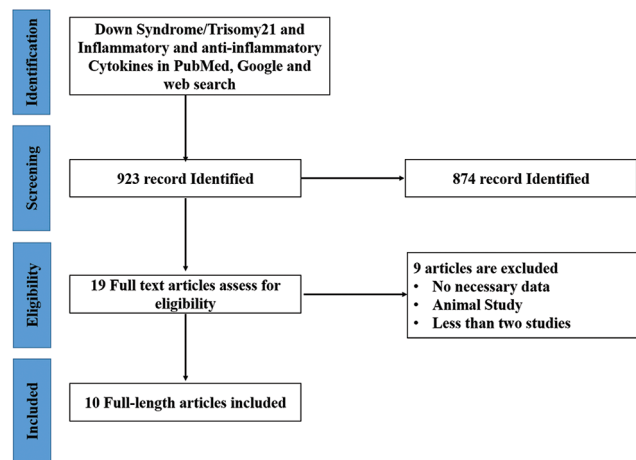 Identification
Down Syndrome/Trisomy21 and
Inflammatory and anti-inflammatory
Cytokines in PubMed, Google and
web search
Screening
923 record Identified
874 record Identified
Eligibility
19 Full text articles assess for
eligibility
9 articles are excluded
• No necessary data
• Animal Study
• Less than two studies
Included
10 Full-length articles included